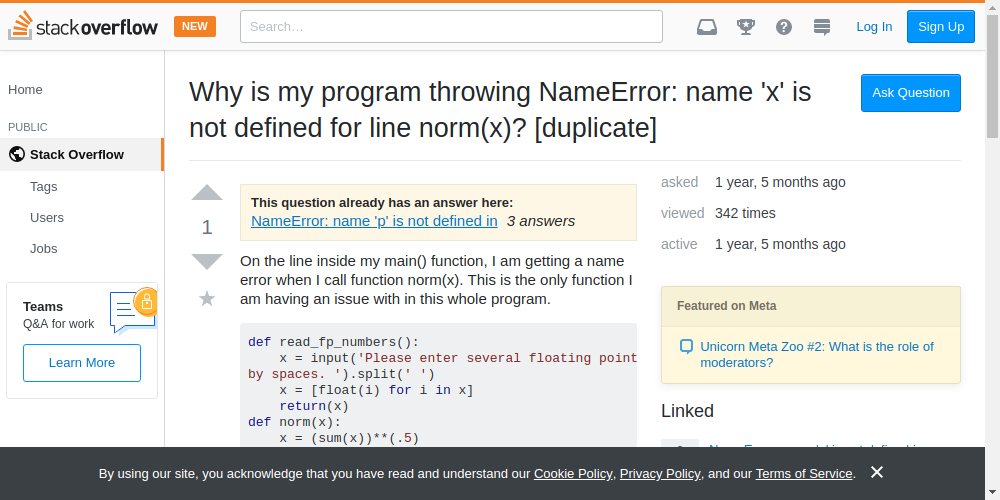 stackoverflow NEW Search... Log In Sign Up
Home
PUBLIC
Stack Overflow
Tags
Users
Jobs
Teams
Q&A for work
Learn More
Why is my program throwing NameError: name 'x' is
not defined for line norm(x)? [duplicate]
Ask Question
1
This question already has an answer here:
NameError: name 'p' is not defined in 3 answers
On the line inside my main() function, I am getting a name
error when I call function norm(x). This is the only function I
am having an issue with in this whole program.
def read_fp_numbers():
x = input('Please enter several floating point
by spaces. ').split(' ')
x = [float(i) for i in x]
return(x)
def norm(x):
x = (sum(x))**(.5)
asked 1 year, 5 months ago
viewed 342 times
active 1 year, 5 months ago
Featured on Meta
Unicorn Meta Zoo #2: What is the role of
moderators?
Linked
By using our site, you acknowledge that you have read and understand our Cookie Policy, Privacy Policy, and our Terms of Service.